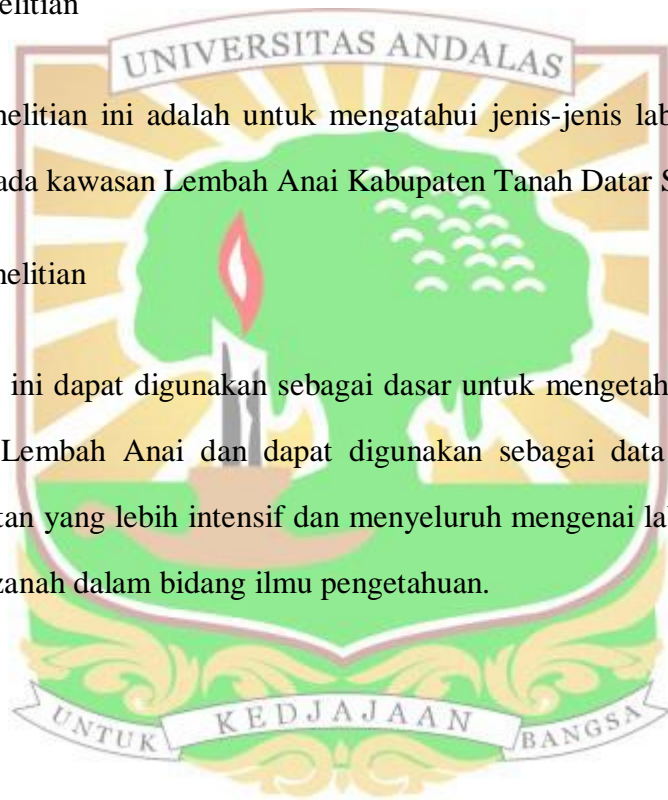 elitian
UNIVERSITAS ANDALAS
nelitian ini adalah untuk mengatahui jenis-jenis lab
ada kawasan Lembah Anai Kabupaten Tanah Datar S
nelitian
ini dapat digunakan sebagai dasar untuk mengetah
Lembah Anai dan dapat digunakan sebagai data
tan yang lebih intensif dan menyeluruh mengenai la
zanah dalam bidang ilmu pengetahuan.
UNTUK KEDJAJAAN BANGSA